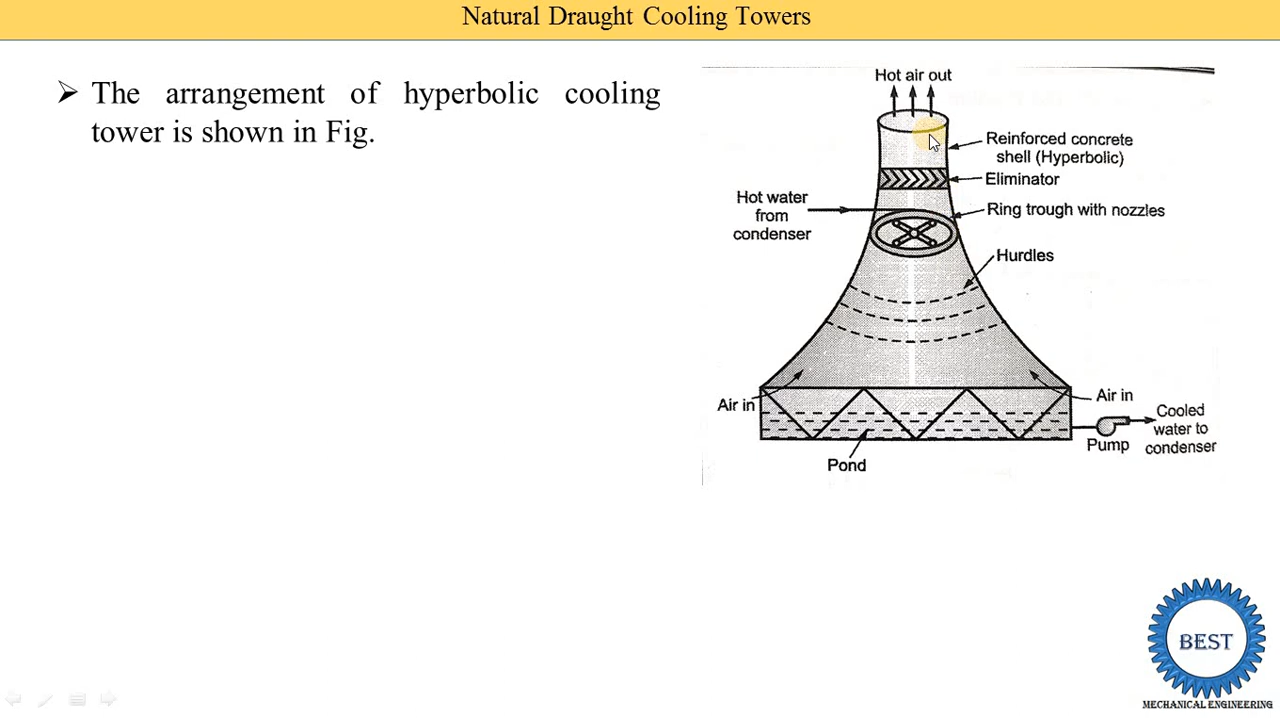 Natural Draught Cooling Towers
➢ The arrangement of hyperbolic cooling
tower is shown in Fig.
Hot air out
Reinforced concrete
shell (Hyperbolic)
Eliminator
Hot water
from
condenser
Ring trough with nozzles
Hurdles
Air in
Air in
Cooled
water to
condenser
Pump
Pond
BEST
MECHANICAL ENGINEERING